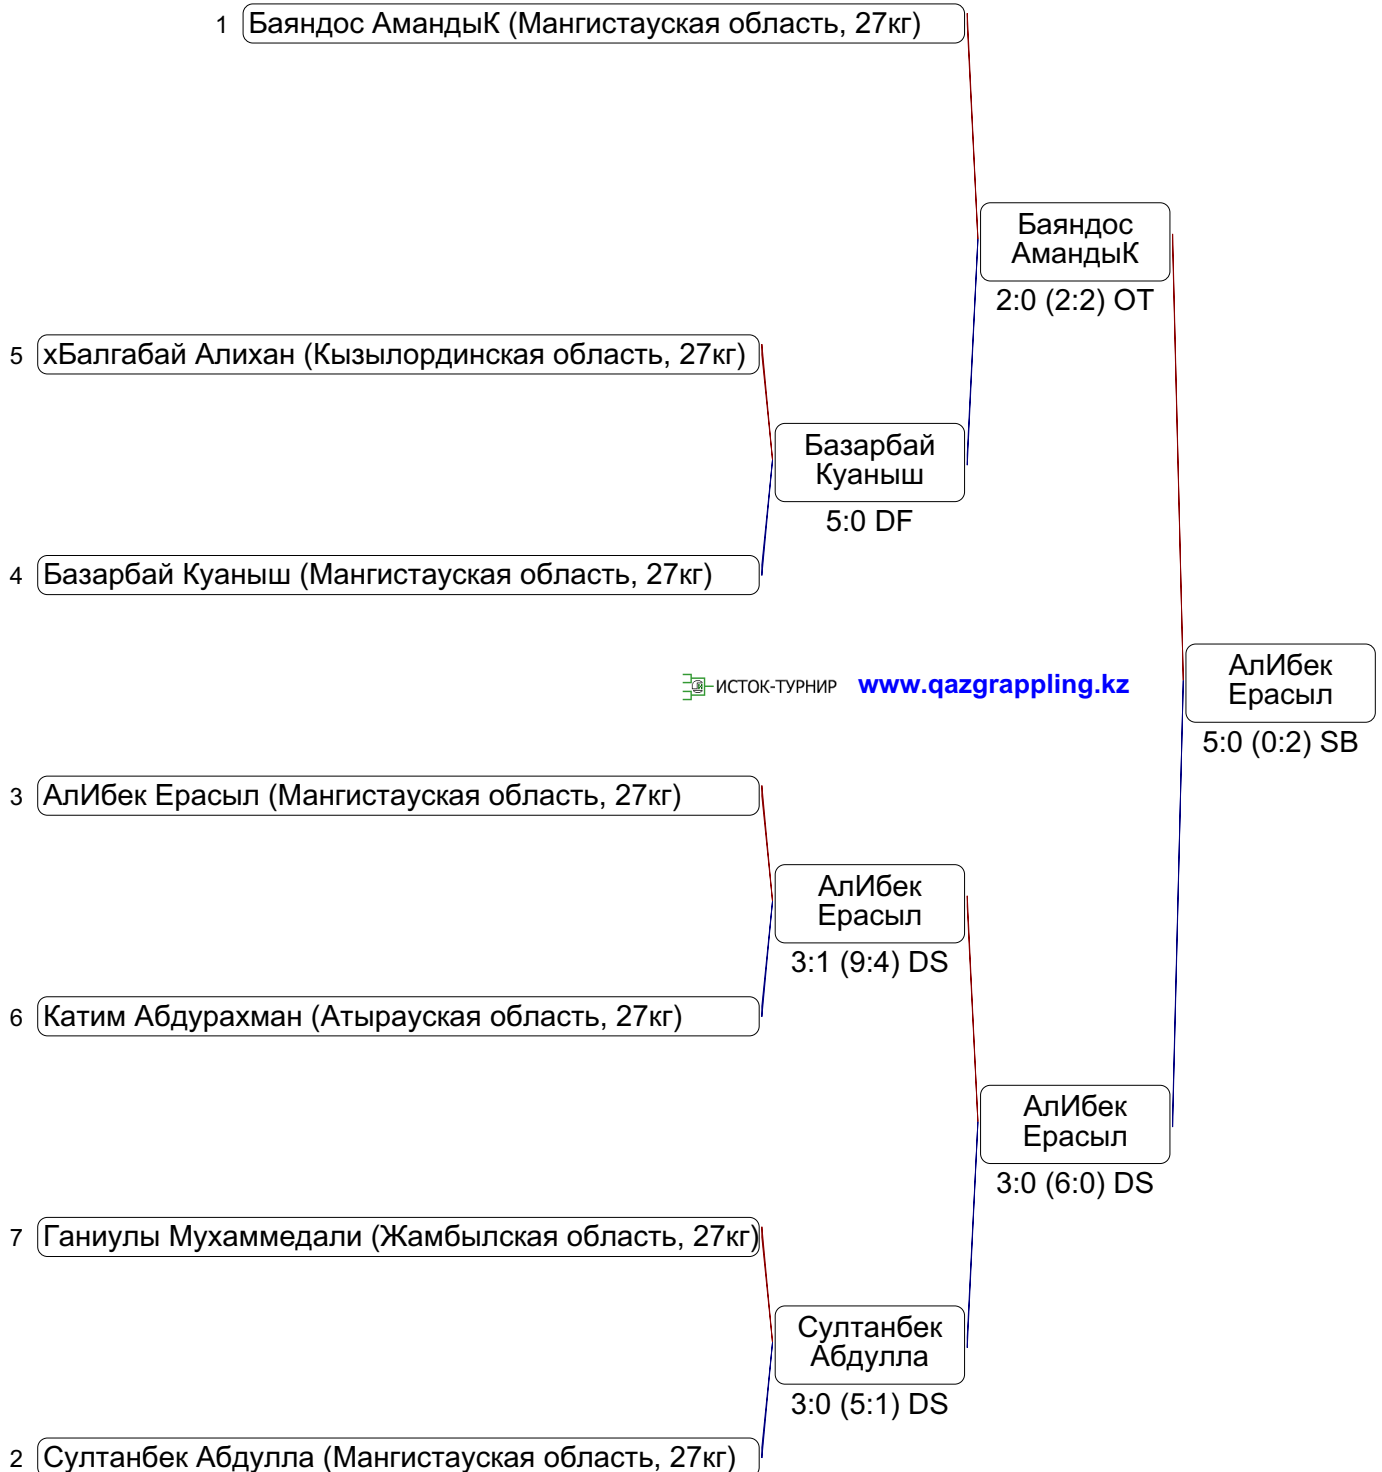 1 Баяндос АмандыК (Мангистауская область, 27кг)
Баяндос
АмандыК
2:0 (2:2) OT
5 хБалгабай Алихан (Кызылординская область, 27кг)
Базарбай
Куаныш
5:0 DF
4 Базарбай Куаныш (Мангистауская область, 27кг)
ИСТОК-ТУРНИР www.qazgrappling.kz
АлИбек
Ерасыл
5:0 (0:2) SB
3 АлИбек Ерасыл (Мангистауская область, 27кг)
АлИбек
Ерасыл
3:1 (9:4) DS
6 Катим Абдурахман (Атырауская область, 27кг)
АлИбек
Ерасыл
3:0 (6:0) DS
7 Ганиулы Мухаммедали (Жамбылская область, 27кг)
Султанбек
Абдулла
3:0 (5:1) DS
2 Султанбек Абдулла (Мангистауская область, 27кг)